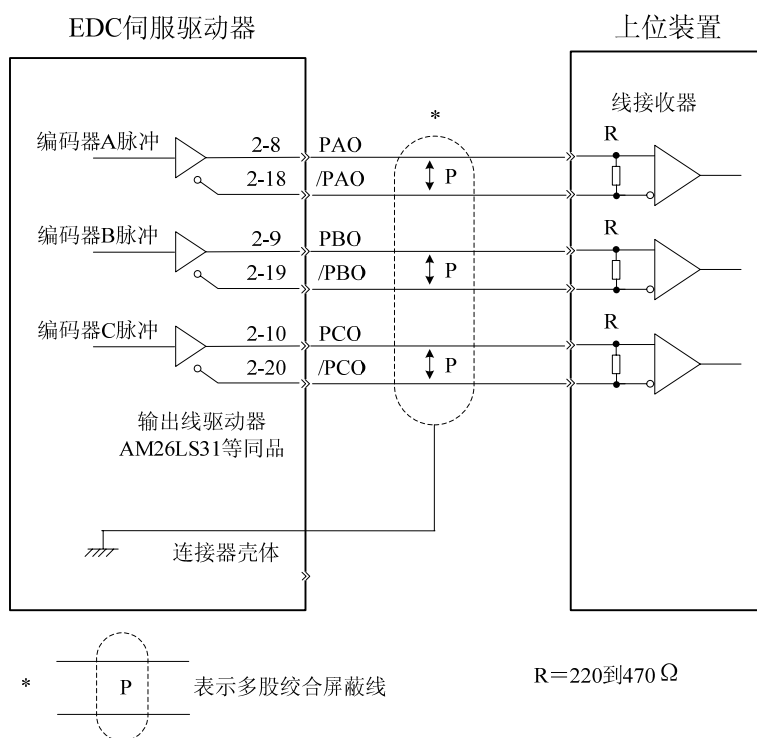 EDC伺服驱动器
上位装置
*
线接收器
编码器A脉冲
2-8
PAO
R
2-18
/PAO
P
编码器B脉冲
2-9
PBO
R
2-19
/PBO
P
编码器C脉冲
2-10
PCO
R
2-20
/PCO
P
输出线驱动器
AM26LS31等同品
连接器壳体
*
P
表示多股绞合屏蔽线
R=220到470Ω